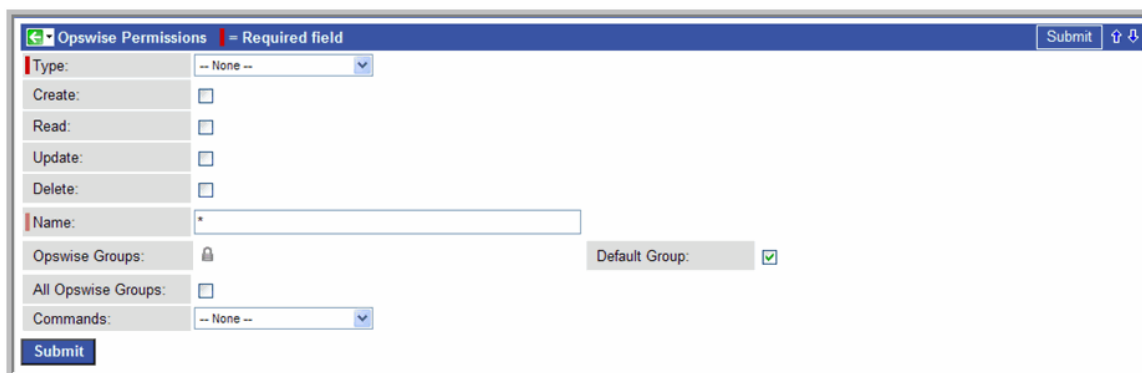 Opswise Permissions = Required field Submit
Type: -- None --
Create:
Read:
Update:
Delete:
Name: *
Opswise Groups: Default Group:
All Opswise Groups:
Commands: -- None --
Submit